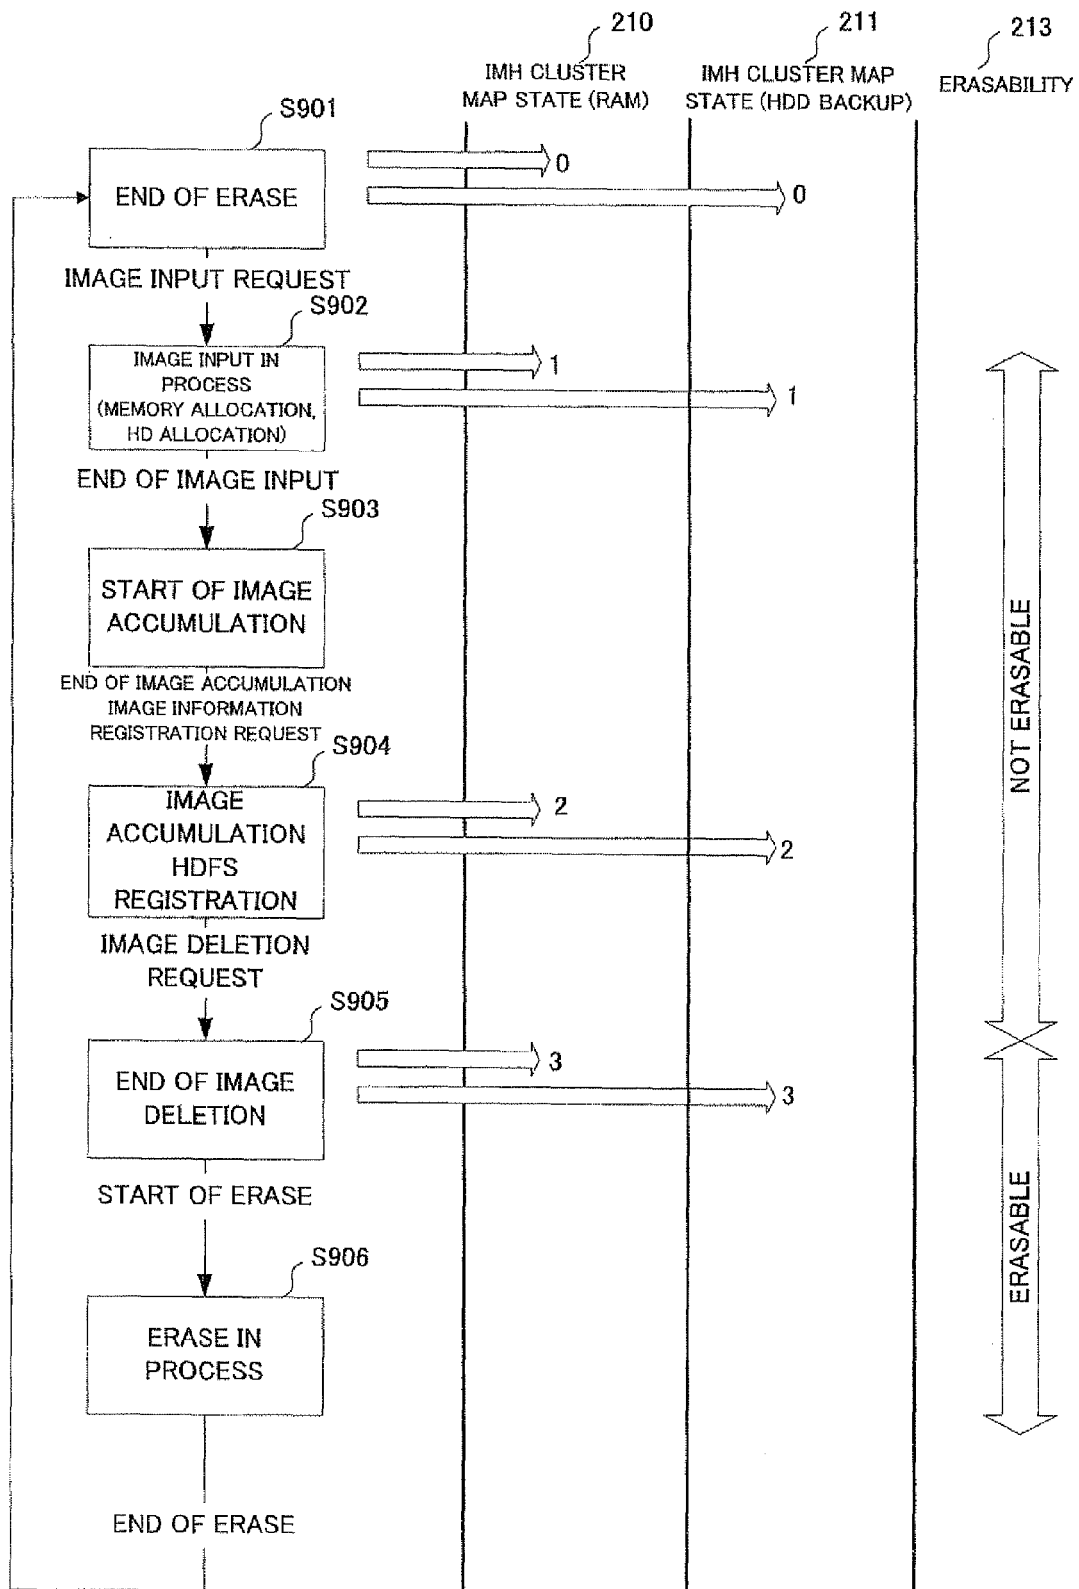 210
211
213
IMH CLUSTER
MAP STATE (RAM)
IMH CLUSTER MAP
STATE (HDD BACKUP)
ERASABILITY
S901
END OF ERASE
0
0
IMAGE INPUT REQUEST
S902
IMAGE INPUT IN
PROCESS
(MEMORY ALLOCATION,
HD ALLOCATION)
1
1
END OF IMAGE INPUT
S903
START OF IMAGE
ACCUMULATION
END OF IMAGE ACCUMULATION
IMAGE INFORMATION
REGISTRATION REQUEST
S904
IMAGE
ACCUMULATION
HDFS
REGISTRATION
2
2
NOT ERASABLE
IMAGE DELETION
REQUEST
S905
END OF IMAGE
DELETION
3
3
START OF ERASE
ERASABLE
S906
ERASE IN
PROCESS
END OF ERASE